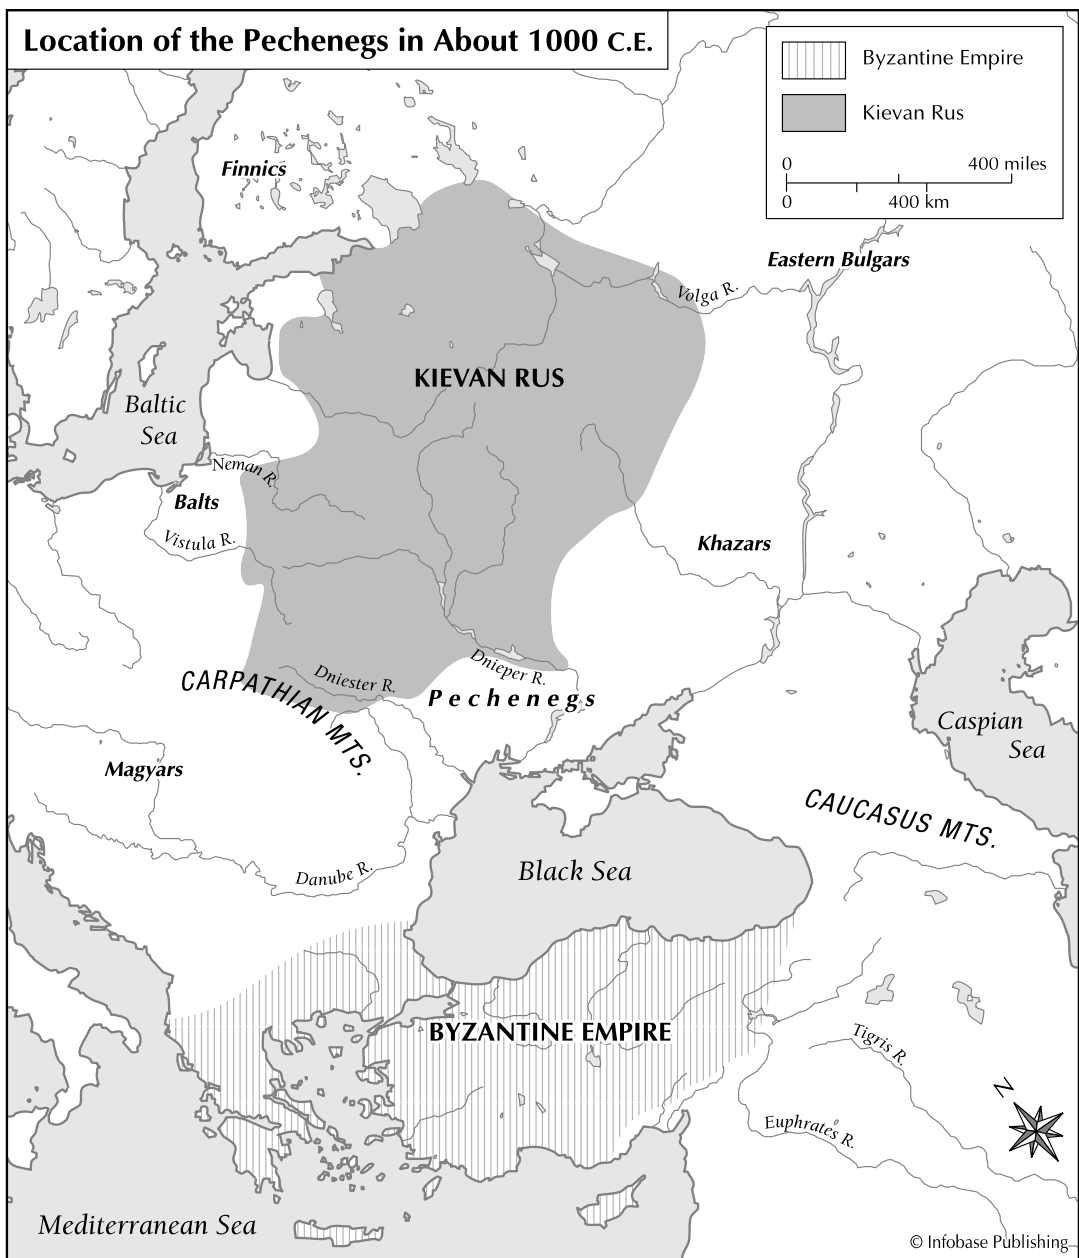 Location of the Pechenegs in About 1000 C.E.
Byzantine Empire
Kievan Rus
0 400 miles
0 400 km
Finnics
Eastern Bulgars
Volga R.
KIEVAN RUS
Baltic
Sea
Neman R.
Balts
Vistula R.
Khazars
Dnieper R.
Dniester R.
CARPATHIAN MTS.
Pechenegs
Caspian
Sea
Magyars
CAUCASUS MTS.
Black Sea
Danube R.
BYZANTINE EMPIRE
Tigris R.
N
Euphrates R.
Mediterranean Sea
© Infobase Publishing